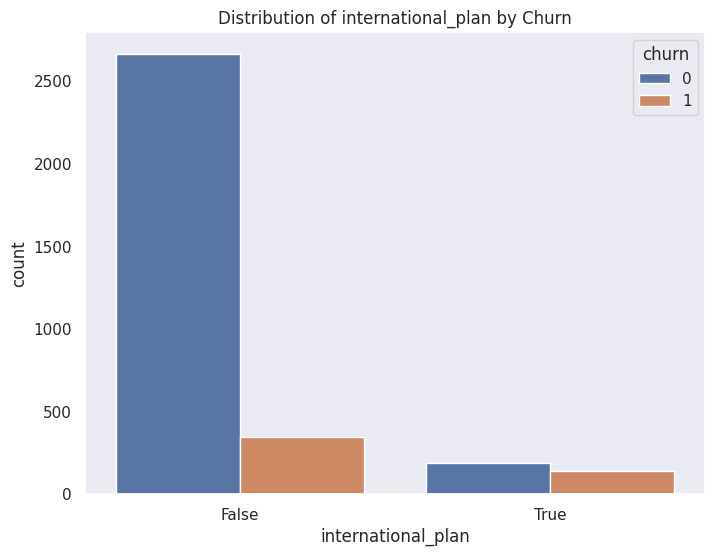 Distribution of international_plan by Churn
churn
0
1
2500
2000
1500
1000
500
0
count
False
True
international_plan